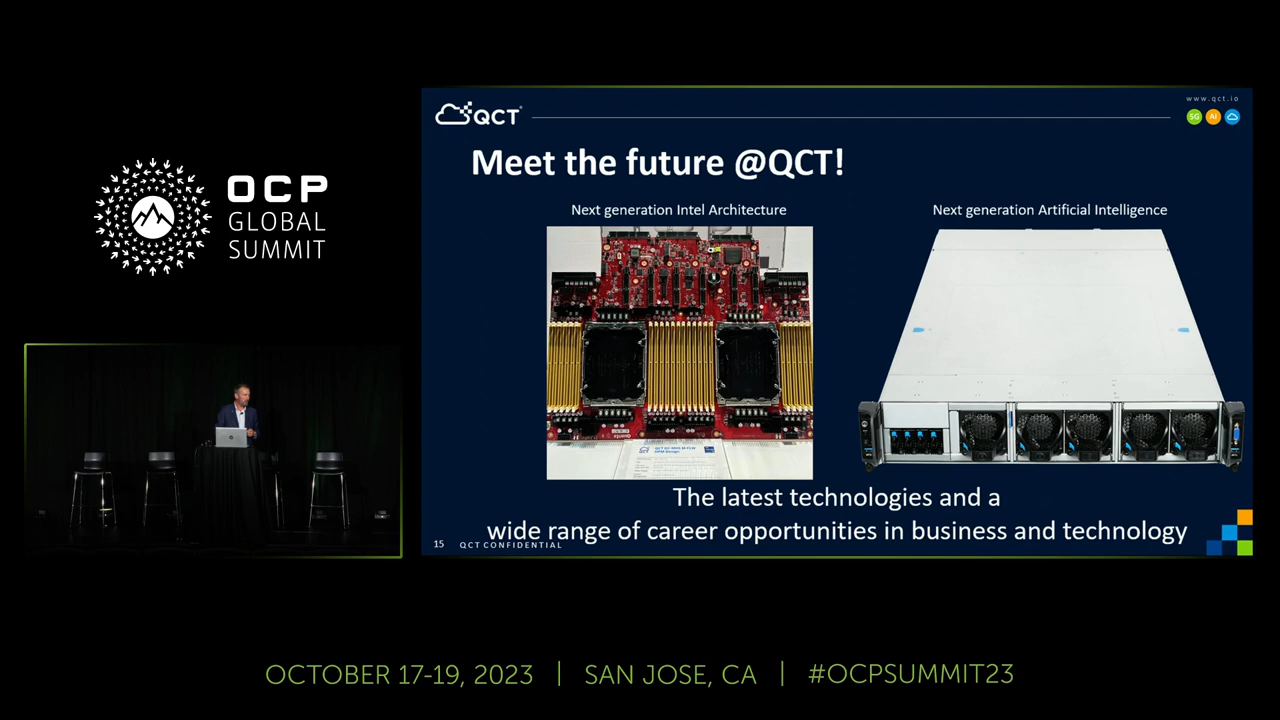 OCP
GLOBAL
SUMMIT
QCT
www.qct.io
5G
AI
Meet the future @QCT!
Next generation Intel Architecture
Next generation Artificial Intelligence
The latest technologies and a
wide range of career opportunities in business and technology
15
QCT CONFIDENTIAL
OCTOBER 17-19, 2023 | SAN JOSE, CA | #OCPSUMMIT23